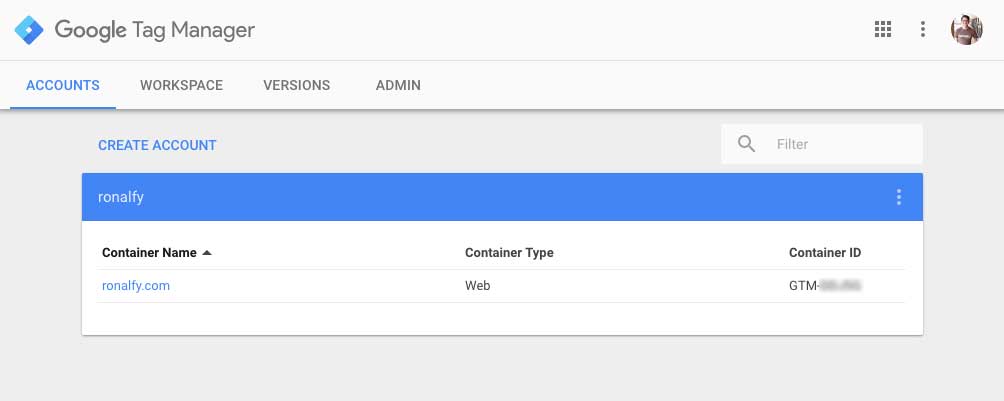 Google Tag Manager
ACCOUNTS WORKSPACE VERSIONS ADMIN
CREATE ACCOUNT
Filter
ronalfy
Container Name Container Type Container ID
ronalfy.com Web GTM-